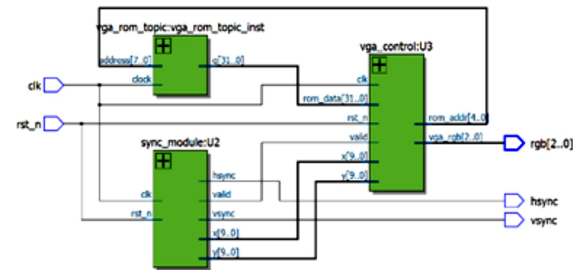 vga_rom_topic:vga_rom_topic_inst
address[7..0]
q[31..0]
clock
vga_control:U3
clk
rom_data[31..0]
rst_n
valid
x[9..0]
y[9..0]
rom_addr[4..0]
vga_rgb[2..0]
clk
rst_n
sync_module:U2
clk
rst_n
hsync
valid
vsync
x[9..0]
y[9..0]
rgb[2..0]
hsync
vsync